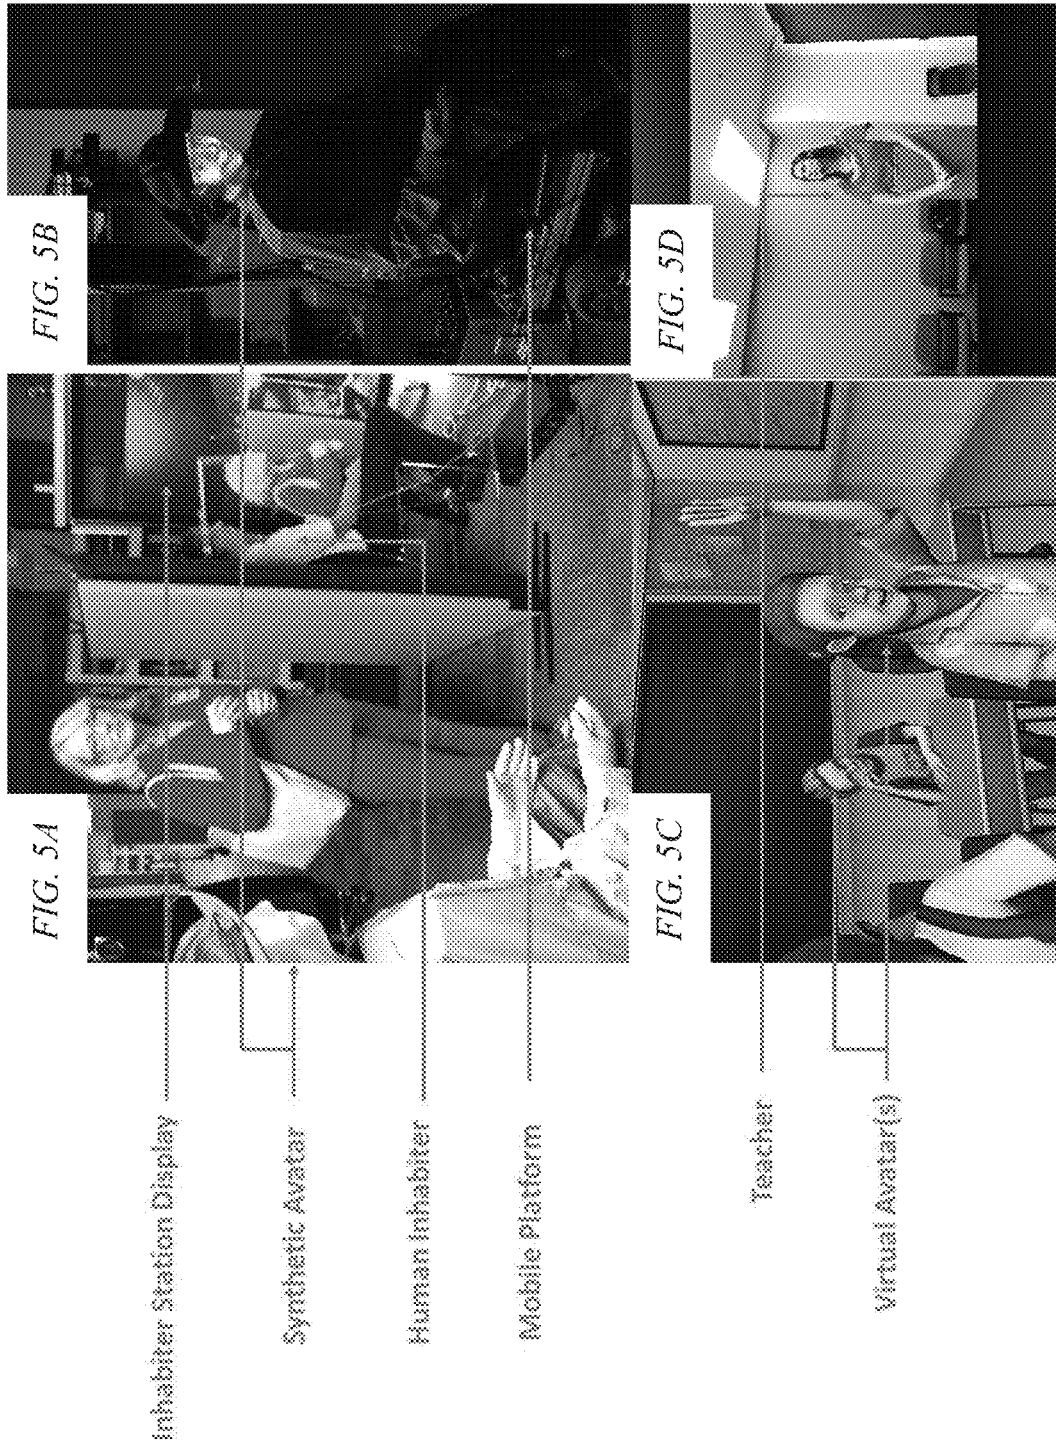 FIG. 5A
FIG. 5B
FIG. 5C
FIG. 5D
Inhabiter Station Display
Synthetic Avatar
Human Inhabiter
Mobile Platform
Teacher
Virtual Avatar(s)